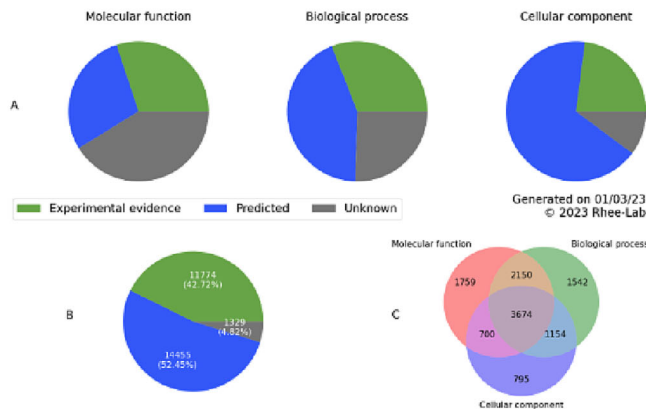 Molecular function
Biological process
Cellular component
A
Experimental evidence
Predicted
Unknown
Generated on 01/03/23
© 2023 Rhee-Lab
B
11774
(42.72%)
1329
(4.82%)
14455
(52.45%)
C
Molecular function
Biological process
1759
2150
1542
3674
700
1154
795
Cellular component